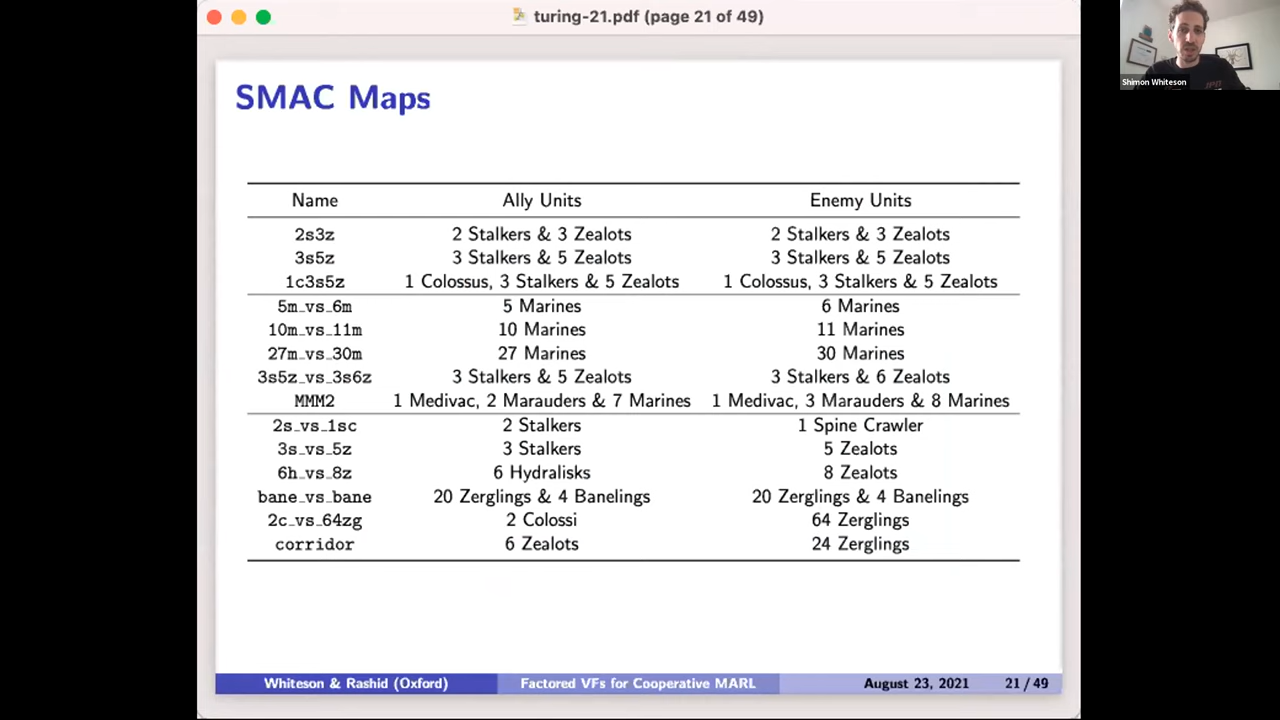 turing-21.pdf (page 21 of 49)
Shimon Whiteson
SMAC Maps
Name Ally Units Enemy Units
2s3z 2 Stalkers & 3 Zealots 2 Stalkers & 3 Zealots
3s5z 3 Stalkers & 5 Zealots 3 Stalkers & 5 Zealots
1c3s5z 1 Colossus, 3 Stalkers & 5 Zealots 1 Colossus, 3 Stalkers & 5 Zealots
5m_vs_6m 5 Marines 6 Marines
10m_vs_11m 10 Marines 11 Marines
27m_vs_30m 27 Marines 30 Marines
3s5z_vs_3s6z 3 Stalkers & 5 Zealots 3 Stalkers & 6 Zealots
MMM2 1 Medivac, 2 Marauders & 7 Marines 1 Medivac, 3 Marauders & 8 Marines
2s_vs_1sc 2 Stalkers 1 Spine Crawler
3s_vs_5z 3 Stalkers 5 Zealots
6h_vs_8z 6 Hydralisks 8 Zealots
bane_vs_bane 20 Zerglings & 4 Banelings 20 Zerglings & 4 Banelings
2c_vs_64zg 2 Colossi 64 Zerglings
corridor 6 Zealots 24 Zerglings
Whiteson & Rashid (Oxford) Factored VFs for Cooperative MARL August 23, 2021 21 / 49